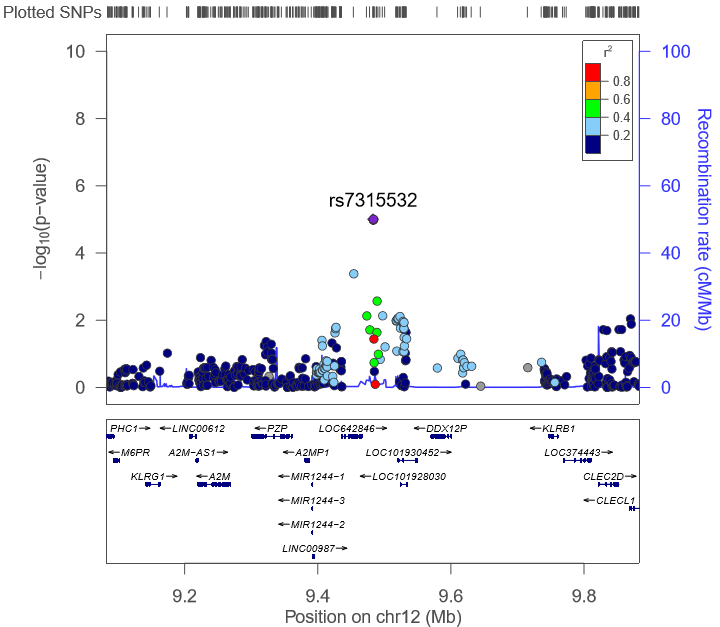 Plotted SNPs
10 100
r²
0.8
0.6
0.4
0.2
8 80
rs7315532
6 60
4 40
2 20
0 0
−log₁₀(p−value)
Recombination rate (cM/Mb)
PHC1→ ←LINC00612 ←PZP LOC642846→ ←DDX12P ←KLRB1
←M6PR A2M−AS1→ ←A2MP1 LOC101930452→ LOC374443→
KLRG1→ ←A2M ←MIR1244−1 ←LOC101928030 CLEC2D→
←MIR1244−3 ←CLECL1
←MIR1244−2
LINC00987→
9.2 9.4 9.6 9.8
Position on chr12 (Mb)